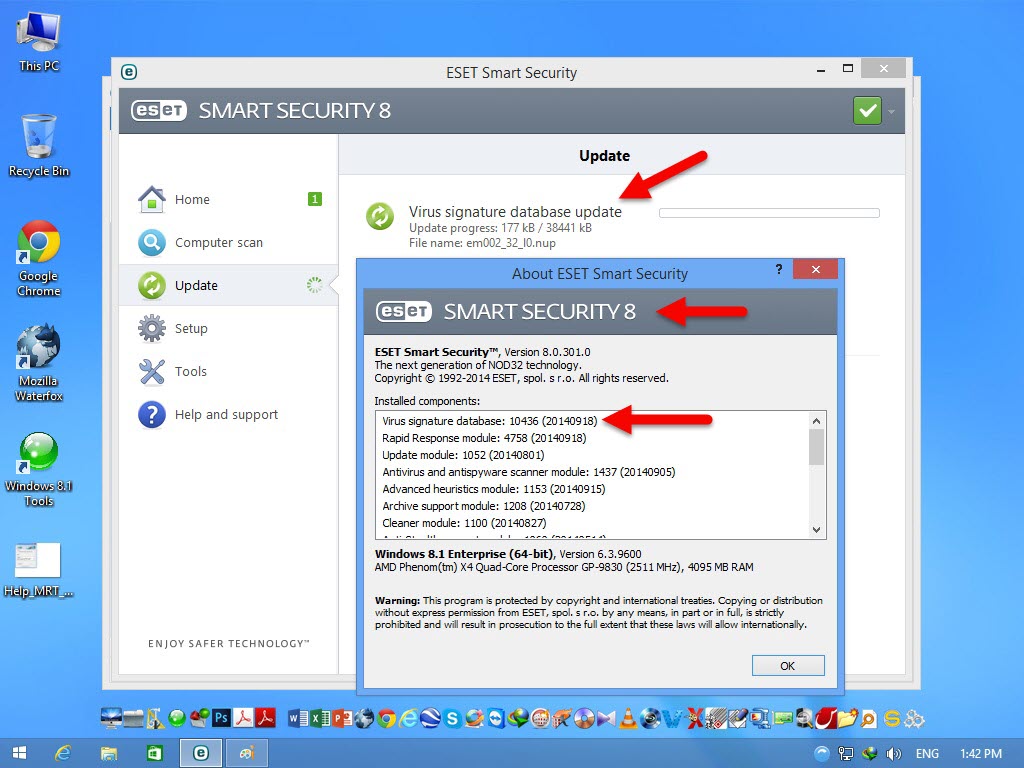 This PC
Recycle Bin
Google
Chrome
Mozilla
Waterfox
Windows 8.1
Tools
Help_MRT_...
ESET Smart Security
eset SMART SECURITY 8
Home 1
Computer scan
Update
Setup
Tools
Help and support
ENJOY SAFER TECHNOLOGY™
Update
Virus signature database update
Update progress: 177 kB / 38441 kB
File name: em002_32_l0.nup
About ESET Smart Security
eset SMART SECURITY 8
ESET Smart Security™, Version 8.0.301.0
The next generation of NOD32 technology.
Copyright © 1992-2014 ESET, spol. s r.o. All rights reserved.
Installed components:
Virus signature database: 10436 (20140918)
Rapid Response module: 4758 (20140918)
Update module: 1052 (20140801)
Antivirus and antispyware scanner module: 1437 (20140905)
Advanced heuristics module: 1153 (20140915)
Archive support module: 1208 (20140728)
Cleaner module: 1100 (20140827)
Windows 8.1 Enterprise (64-bit), Version 6.3.9600
AMD Phenom(tm) X4 Quad-Core Processor GP-9830 (2511 MHz), 4095 MB RAM
Warning: This program is protected by copyright and international treaties. Copying or distribution
without express permission from ESET, spol. s r.o. by any means, in part or in full, is strictly
prohibited and will result in prosecution to the full extent that these laws will allow internationally.
OK
ENG 1:42 PM